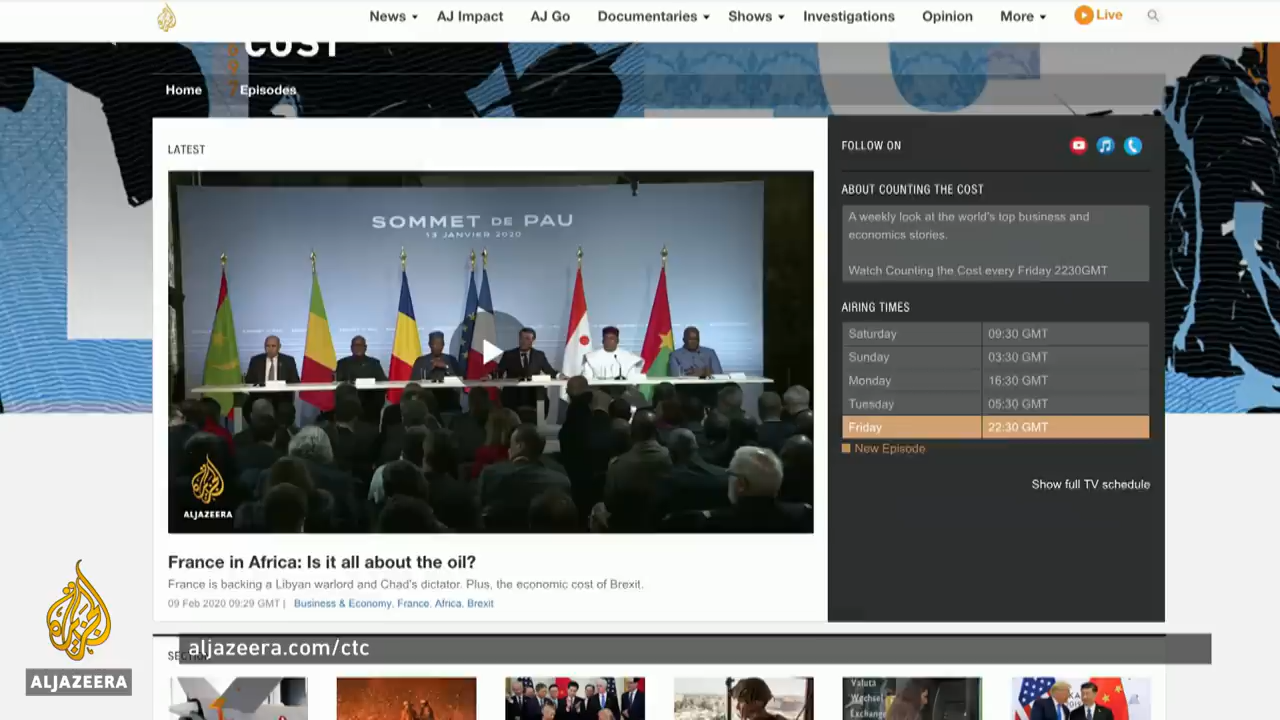 News
AJ Impact
AJ Go
Documentaries
Shows
Investigations
Opinion
More
Live
COST
Home
Episodes
LATEST
SOMMET DE PAU
13 JANVIER 2020
ALJAZEERA
France in Africa: Is it all about the oil?
France is backing a Libyan warlord and Chad's dictator. Plus, the economic cost of Brexit.
09 Feb 2020 09:29 GMT | Business & Economy, France, Africa, Brexit
FOLLOW ON
ABOUT COUNTING THE COST
A weekly look at the world's top business and
economics stories.
Watch Counting the Cost every Friday 2230GMT
AIRING TIMES
Saturday 09:30 GMT
Sunday 03:30 GMT
Monday 16:30 GMT
Tuesday 05:30 GMT
Friday 22:30 GMT
New Episode
Show full TV schedule
aljazeera.com/ctc
Valuta
Wechsel
Exchange
ALJAZEERA